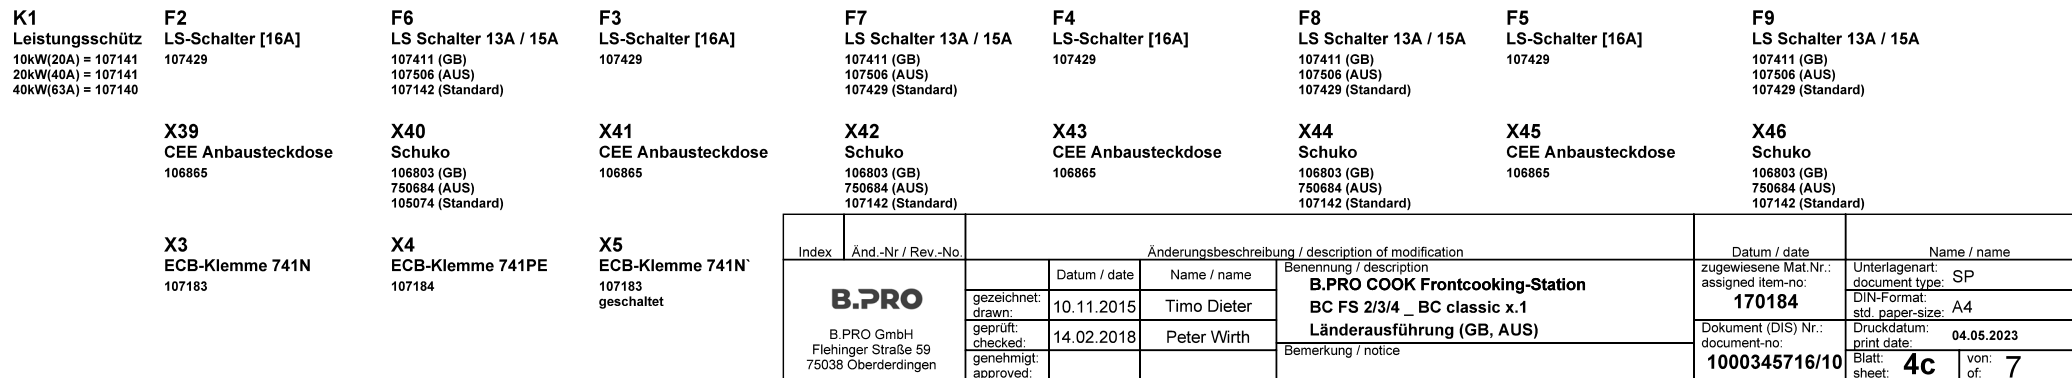 K1
Leistungsschütz
10kW(20A) = 107141
20kW(40A) = 107141
40kW(63A) = 107140
F2
LS-Schalter [16A]
107429
F6
LS Schalter 13A / 15A
107411 (GB)
107506 (AUS)
107142 (Standard)
F3
LS-Schalter [16A]
107429
F7
LS Schalter 13A / 15A
107411 (GB)
107506 (AUS)
107429 (Standard)
F4
LS-Schalter [16A]
107429
F8
LS Schalter 13A / 15A
107411 (GB)
107506 (AUS)
107429 (Standard)
F5
LS-Schalter [16A]
107429
F9
LS Schalter 13A / 15A
107411 (GB)
107506 (AUS)
107429 (Standard)
X39
CEE Anbausteckdose
106865
X40
Schuko
106803 (GB)
750684 (AUS)
105074 (Standard)
X41
CEE Anbausteckdose
106865
X42
Schuko
106803 (GB)
750684 (AUS)
107142 (Standard)
X43
CEE Anbausteckdose
106865
X44
Schuko
106803 (GB)
750684 (AUS)
107142 (Standard)
X45
CEE Anbausteckdose
106865
X46
Schuko
106803 (GB)
750684 (AUS)
107142 (Standard)
X3
ECB-Klemme 741N
107183
X4
ECB-Klemme 741PE
107184
X5
ECB-Klemme 741N`
107183
geschaltet
Index
Änd.-Nr / Rev.-No.
Änderungsbeschreibung / description of modification
Datum / date
Name / name
B.PRO
B.PRO GmbH
Flehinger Straße 59
75038 Oberderdingen
Datum / date
Name / name
gezeichnet:
drawn:
10.11.2015
Timo Dieter
geprüft:
checked:
14.02.2018
Peter Wirth
genehmigt:
approved:
Benennung / description
B.PRO COOK Frontcooking-Station
BC FS 2/3/4 _ BC classic x.1
Länderausführung (GB, AUS)
Bemerkung / notice
zugewiesene Mat.Nr.:
assigned item-no:
170184
Dokument (DIS) Nr.:
document-no:
1000345716/10
Unterlagenart:
document type:
SP
DIN-Format:
std. paper-size:
A4
Druckdatum:
print date:
04.05.2023
Blatt:
sheet:
4c
von:
of:
7